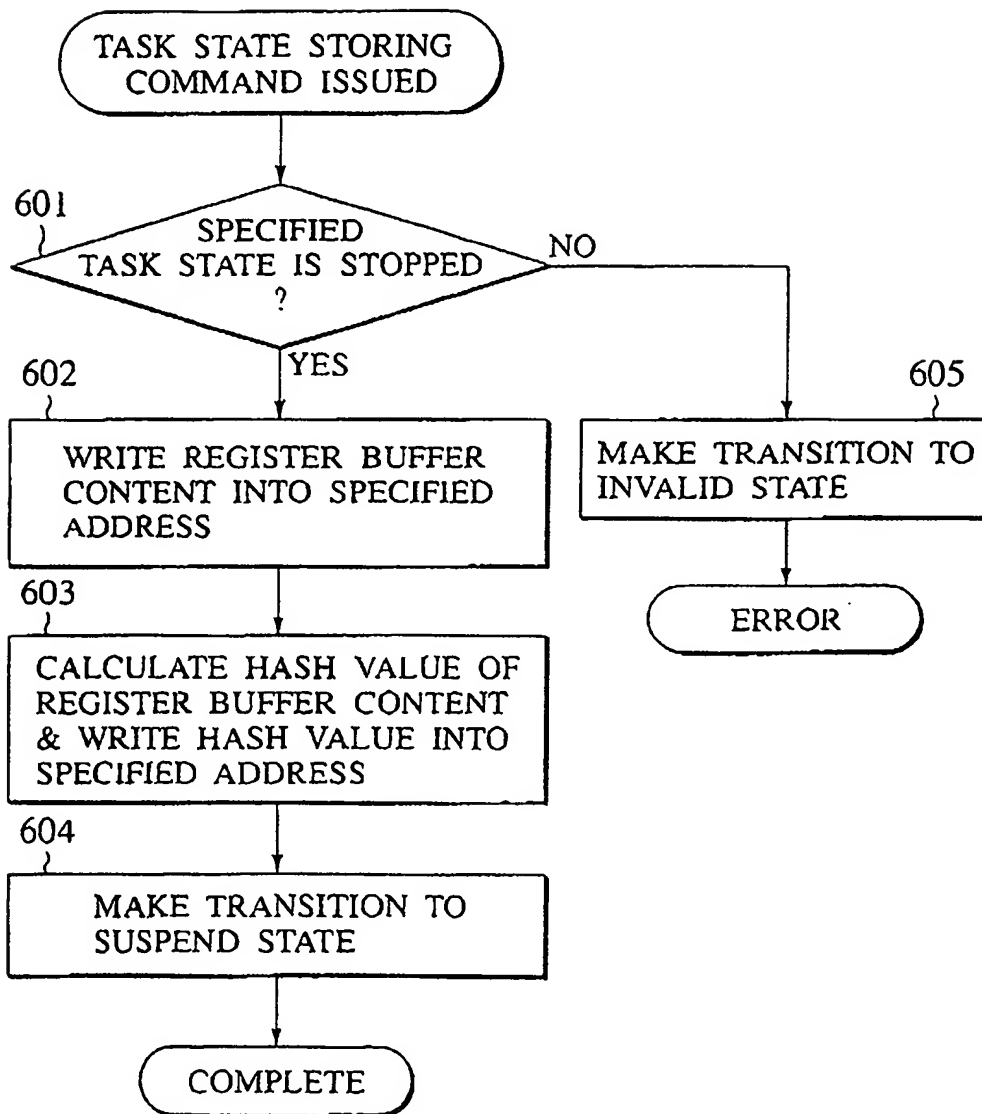 TASK STATE STORING
COMMAND ISSUED
601
SPECIFIED
TASK STATE IS STOPPED
?
NO
YES
602
WRITE REGISTER BUFFER
CONTENT INTO SPECIFIED
ADDRESS
605
MAKE TRANSITION TO
INVALID STATE
ERROR
603
CALCULATE HASH VALUE OF
REGISTER BUFFER CONTENT
& WRITE HASH VALUE INTO
SPECIFIED ADDRESS
604
MAKE TRANSITION TO
SUSPEND STATE
COMPLETE